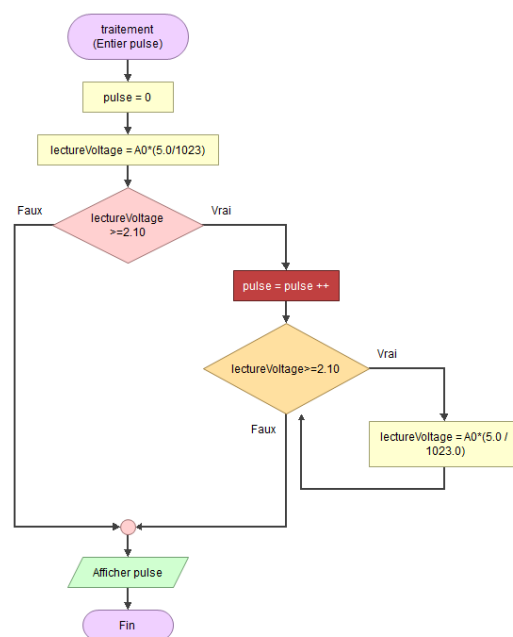 traitement
(Entier pulse)
pulse = 0
lectureVoltage = A0*(5.0/1023)
Faux
lectureVoltage
>=2.10
Vrai
pulse = pulse ++
lectureVoltage>=2.10
Vrai
Faux
lectureVoltage = A0*(5.0 /
1023.0)
Afficher pulse
Fin